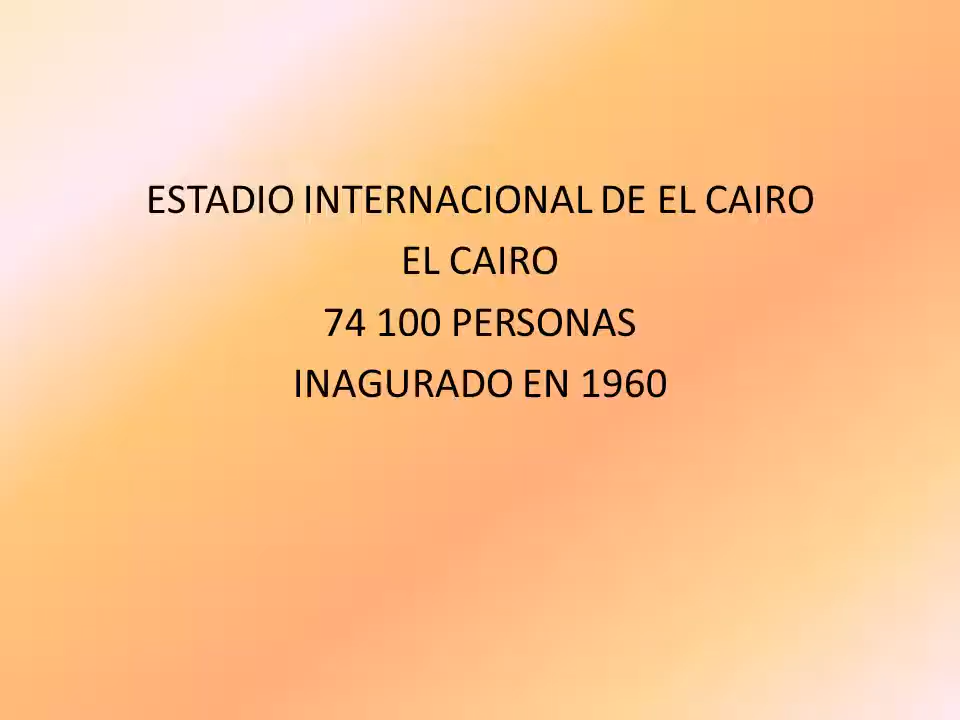 ESTADIO INTERNACIONAL DE EL CAIRO
EL CAIRO
74 100 PERSONAS
INAGURADO EN 1960